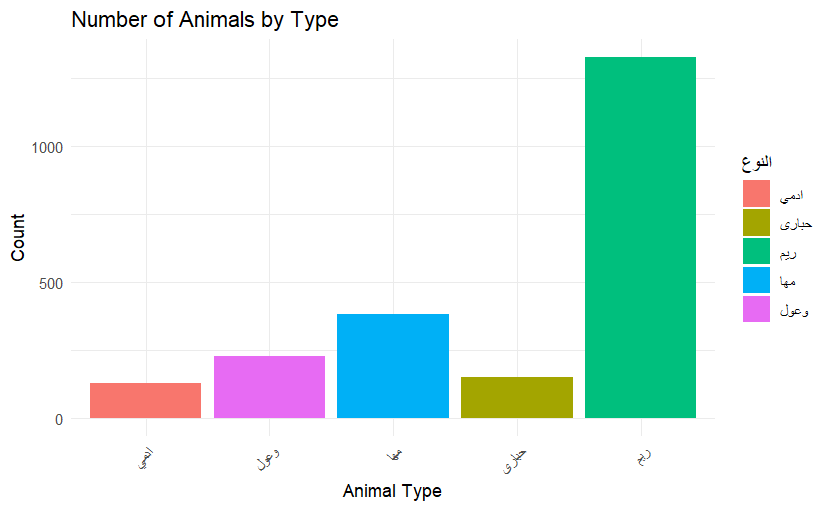 Number of Animals by Type
Count
1000
500
0
ادمي
وعول
مها
حبارى
ريم
Animal Type
النوع
ادمي
حبارى
ريم
مها
وعول